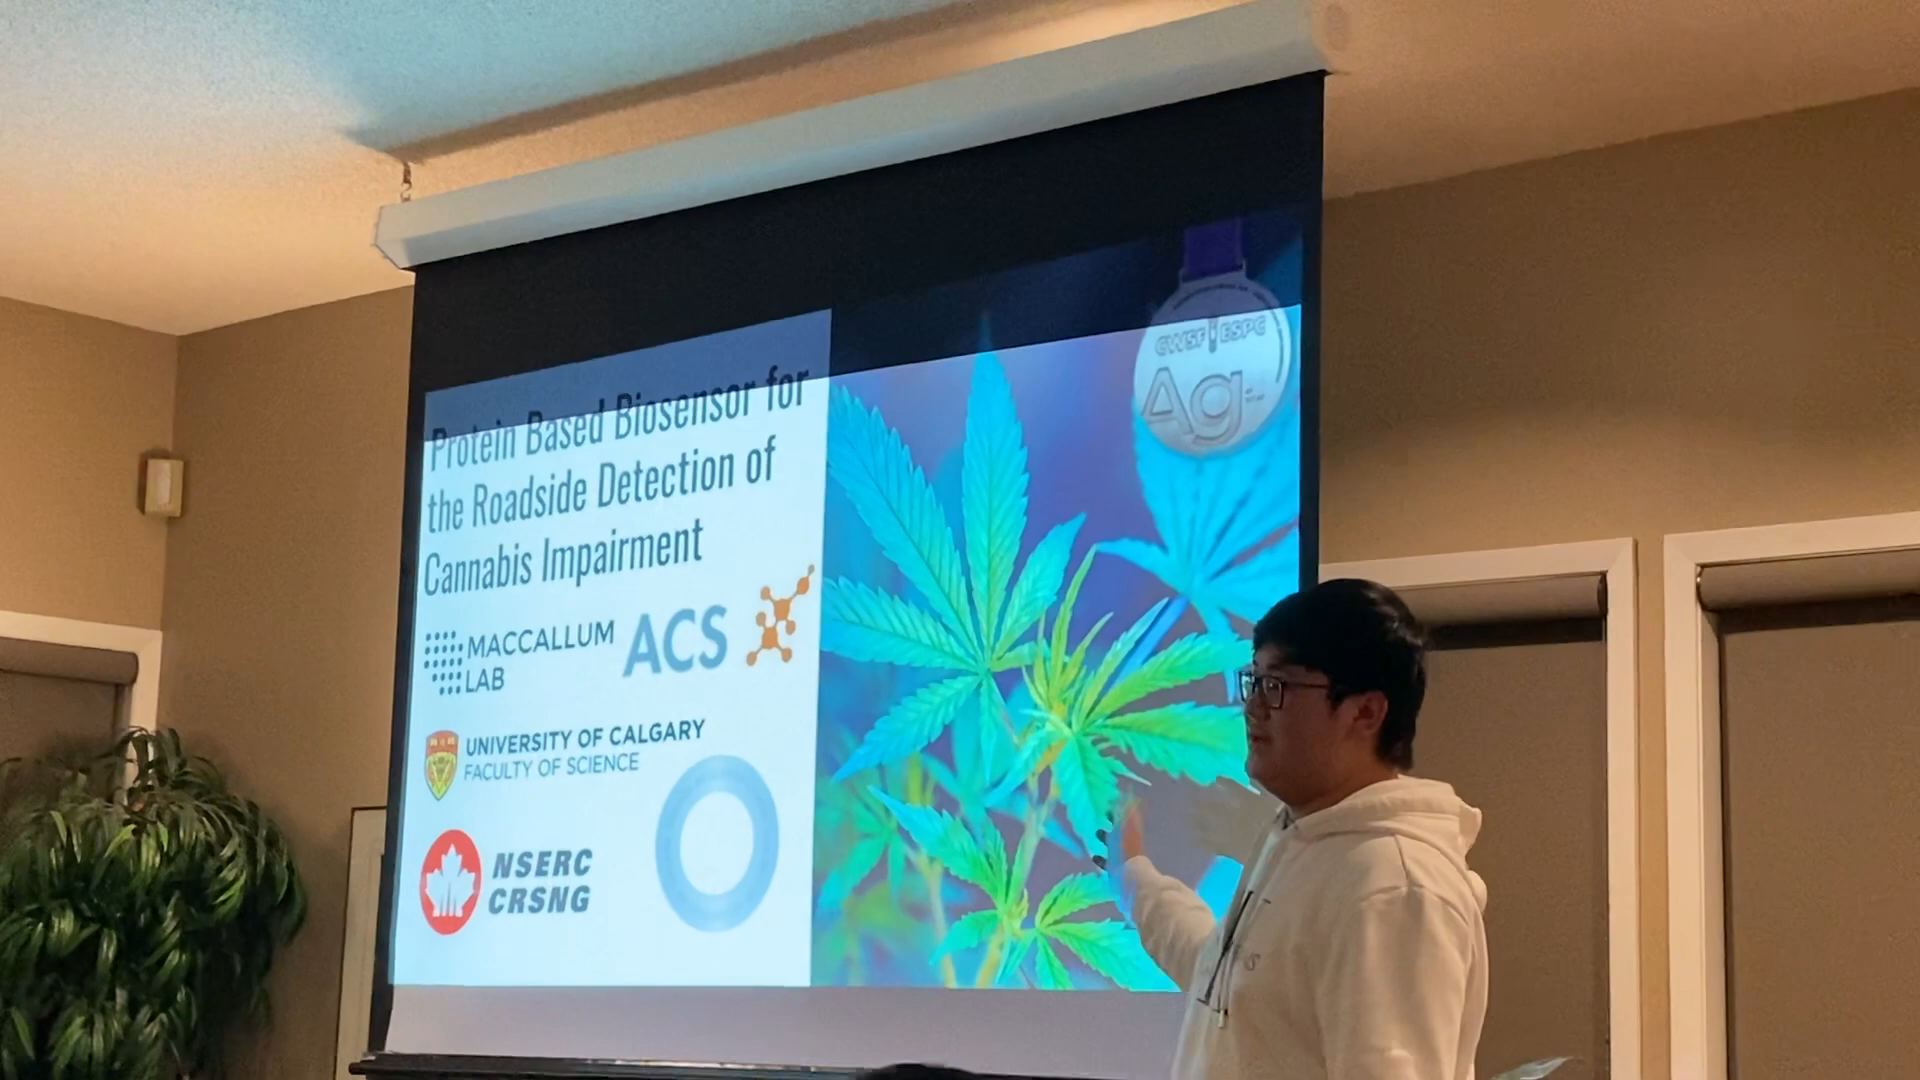 Protein Based Biosensor for
the Roadside Detection of
Cannabis Impairment
MACCALLUM
LAB
ACS
UNIVERSITY OF CALGARY
FACULTY OF SCIENCE
NSERC
CRSNG
CWSF ESPC
Ag